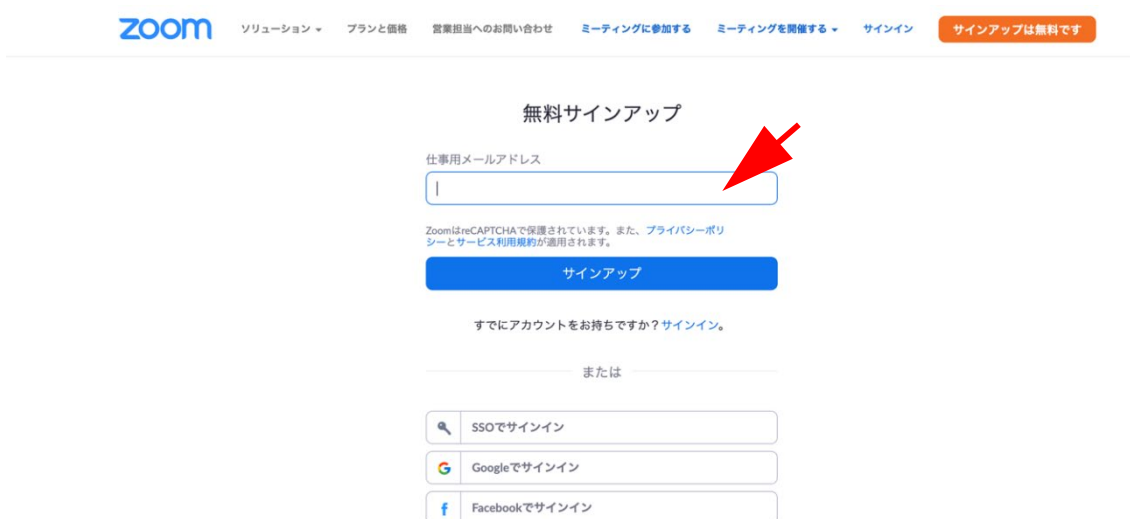 zoom
ソリューション
プランと価格
営業担当へのお問い合わせ
ミーティングに参加する
ミーティングを開催する
サインイン
サインアップは無料です
無料サインアップ
仕事用メールアドレス
ZoomはreCAPTCHAで保護されています。また、プライバシーポリ
シーとサービス利用規約が適用されます。
サインアップ
すでにアカウントをお持ちですか？サインイン。
または
SSOでサインイン
Googleでサインイン
Facebookでサインイン